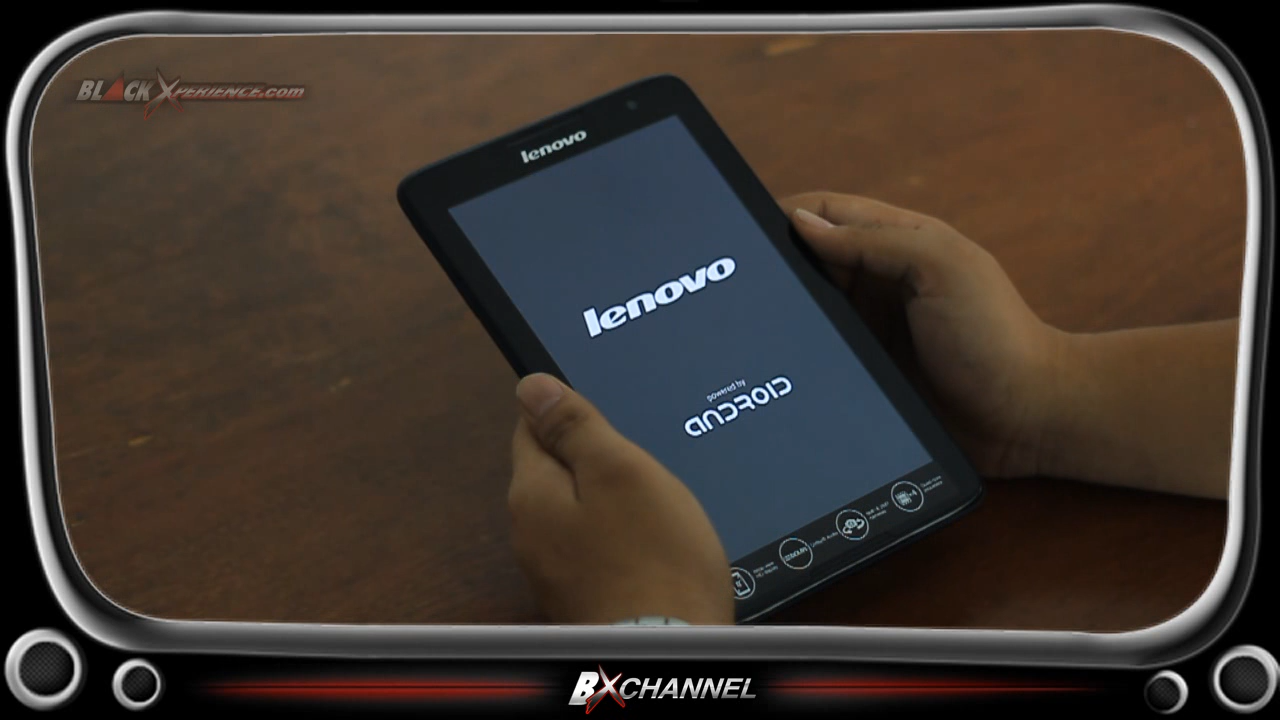 BLACKXPERIENCE.com
lenovo
lenovo
powered by
ANDROID
BXCHANNEL